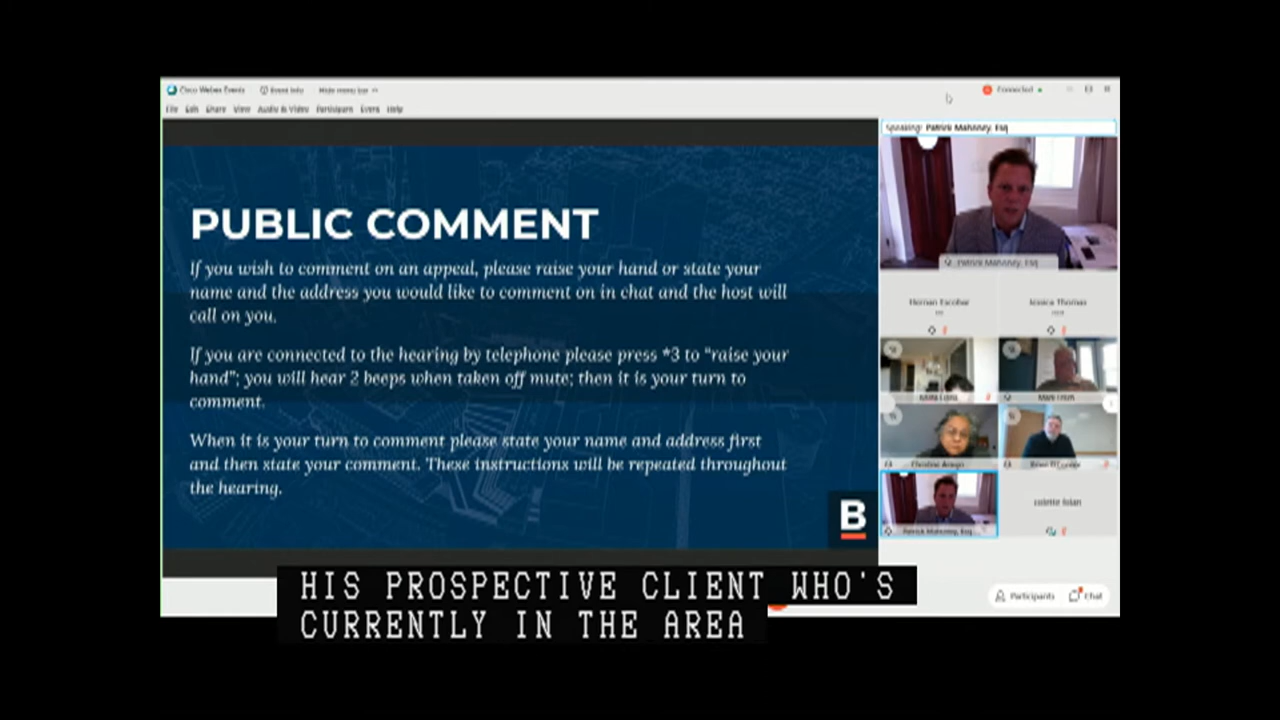 Cisco Webex Events Event Info Hide menu bar
Connected
File Edit Share View Audio & Video Participant Event Help
Speaking: Patrick Mahoney, Esq
PUBLIC COMMENT
If you wish to comment on an appeal, please raise your hand or state your
name and the address you would like to comment on in chat and the host will
call on you.
If you are connected to the hearing by telephone please press *3 to "raise your
hand"; you will hear 2 beeps when taken off mute; then it is your turn to
comment.
When it is your turn to comment please state your name and address first
and then state your comment. These instructions will be repeated throughout
the hearing.
B
Patrick Mahoney, Esq
Hernan Escobar
Jessica Thomas
Christine Araujo
Patrick Mahoney, Esq
Participants
Chat
HIS PROSPECTIVE CLIENT WHO'S
CURRENTLY IN THE AREA